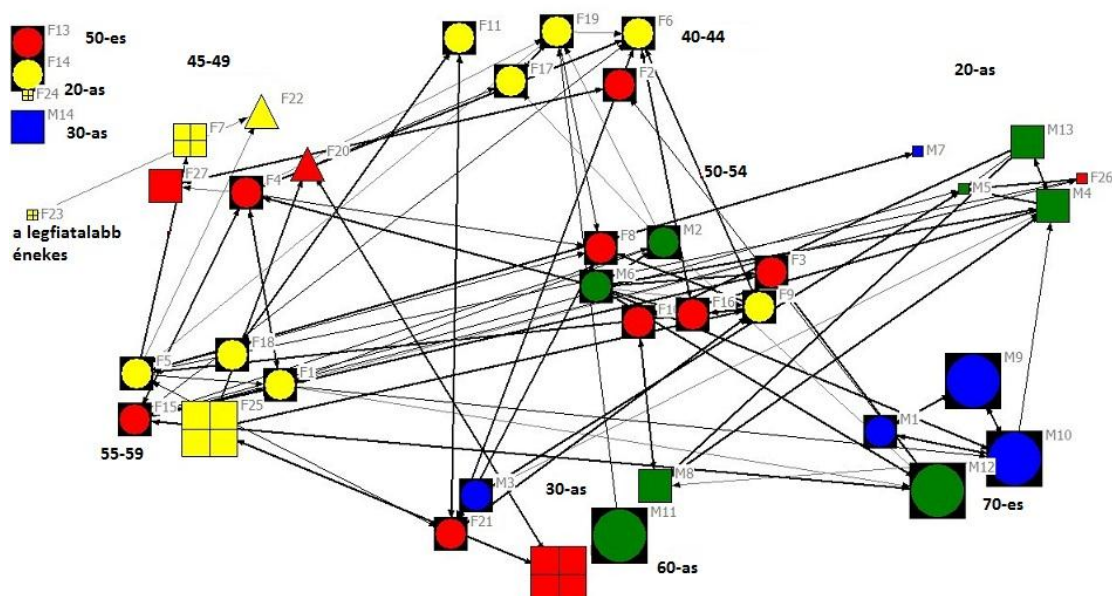 F13
50-es
F14
20-as
F24
M14
30-as
45-49
F11
F19
F6
40-44
F17
F2
20-as
F22
F7
F20
F27
F4
F23
a legfiatalabb
énekes
50-54
M7
M13
M5
F26
M4
F8
M2
M6
F3
F9
F16
F1
F5
F18
F1
F15
F25
55-59
M9
M1
M10
M12
70-es
M3
30-as
M8
F21
M11
60-as